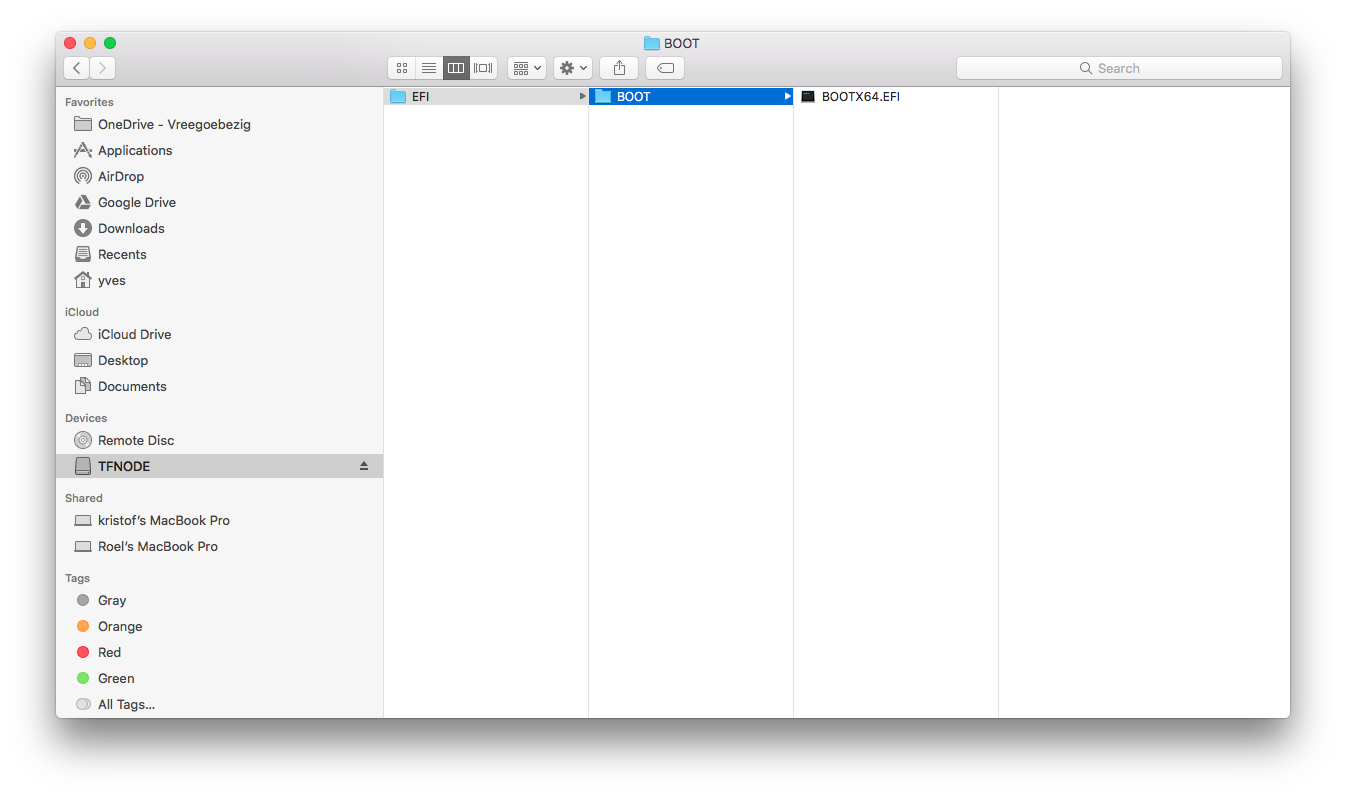 BOOT
Search
Favorites
OneDrive - Vreegoebezig
Applications
AirDrop
Google Drive
Downloads
Recents
yves
iCloud
iCloud Drive
Desktop
Documents
Devices
Remote Disc
TFNODE
Shared
kristof's MacBook Pro
Roel's MacBook Pro
Tags
Gray
Orange
Red
Green
All Tags...
EFI
BOOT
BOOTX64.EFI